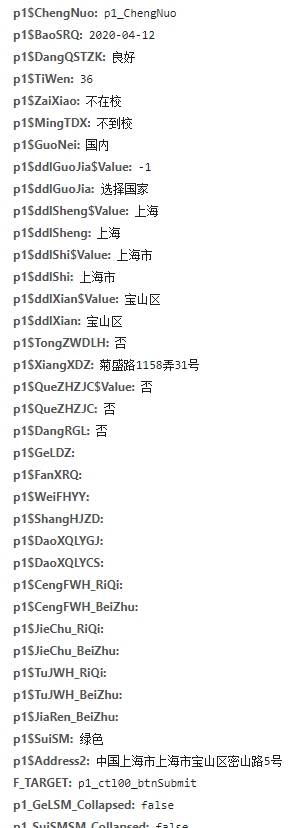 p1$ChengNuo: p1_ChengNuo
p1$BaoSRQ: 2020-04-12
p1$DangQSTZK: 良好
p1$TiWen: 36
p1$ZaiXiao: 不在校
p1$MingTDX: 不到校
p1$GuoNei: 国内
p1$ddlGuoJia$Value: -1
p1$ddlGuoJia: 选择国家
p1$ddlSheng$Value: 上海
p1$ddlSheng: 上海
p1$ddlShi$Value: 上海市
p1$ddlShi: 上海市
p1$ddlXian$Value: 宝山区
p1$ddlXian: 宝山区
p1$TongZWDLH: 否
p1$XiangXDZ: 菊盛路1158弄31号
p1$QueZHZJC$Value: 否
p1$QueZHZJC: 否
p1$DangRGL: 否
p1$GeLDZ:
p1$FanXRQ:
p1$WeiFHYY:
p1$ShangHJZD:
p1$DaoXQLYGJ:
p1$DaoXQLYCS:
p1$CengFWH_RiQi:
p1$CengFWH_BeiZhu:
p1$JieChu_RiQi:
p1$JieChu_BeiZhu:
p1$TuJWH_RiQi:
p1$TuJWH_BeiZhu:
p1$JiaRen_BeiZhu:
p1$SuiSM: 绿色
p1$Address2: 中国上海市上海市宝山区密山路5号
F_TARGET: p1_ctl00_btnSubmit
p1_GeLSM_Collapsed: false
p1_SuiSMSM_Collapsed: false